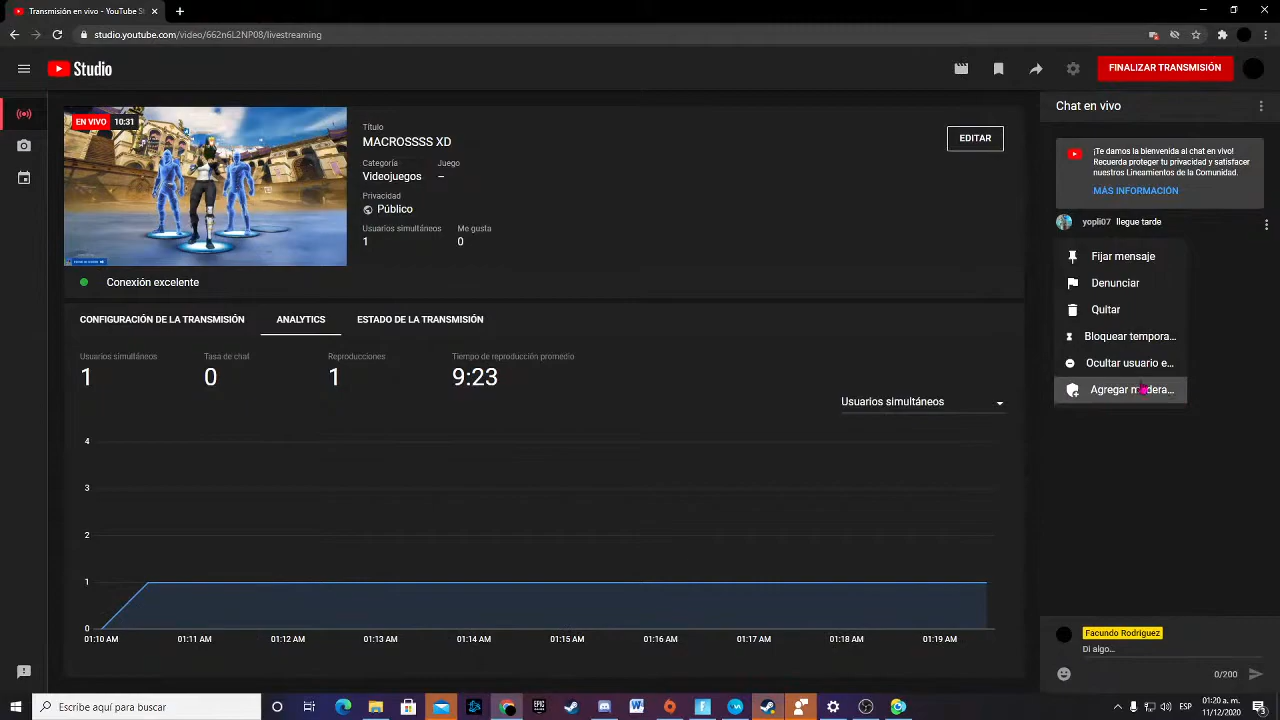 Transmisión en vivo - YouTube St
studio.youtube.com/video/662n6L2NP08/livestreaming
Studio
FINALIZAR TRANSMISIÓN
EN VIVO 10:31
Título
MACROSSSS XD
EDITAR
Categoría Juego
Videojuegos –
Privacidad
Público
Usuarios simultáneos Me gusta
1 0
Conexión excelente
CONFIGURACIÓN DE LA TRANSMISIÓN ANALYTICS ESTADO DE LA TRANSMISIÓN
Usuarios simultáneos Tasa de chat Reproducciones Tiempo de reproducción promedio
1 0 1 9:23
Usuarios simultáneos
4
3
2
1
0
01:10 AM 01:11 AM 01:12 AM 01:13 AM 01:14 AM 01:15 AM 01:16 AM 01:17 AM 01:18 AM 01:19 AM
Chat en vivo
¡Te damos la bienvenida al chat en vivo!
Recuerda proteger tu privacidad y satisfacer
nuestros Lineamientos de la Comunidad.
MÁS INFORMACIÓN
yopli07 llegue tarde
Fijar mensaje
Denunciar
Quitar
Bloquear tempora...
Ocultar usuario e...
Agregar modera...
Facundo Rodriguez
Di algo...
0/200
Escribe aquí para buscar
ESP
01:20 a. m.
11/12/2020